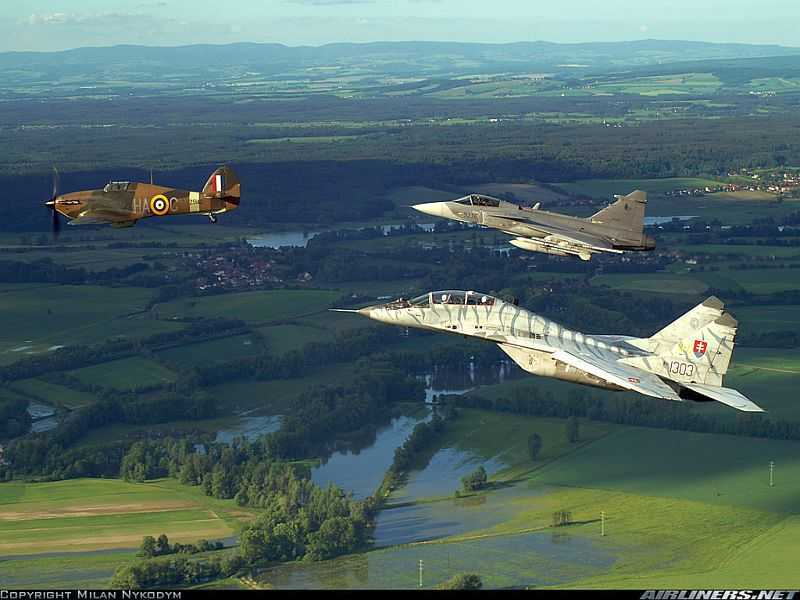 HA C
1303
COPYRIGHT MILAN NYKODYM
AIRLINERS.NET